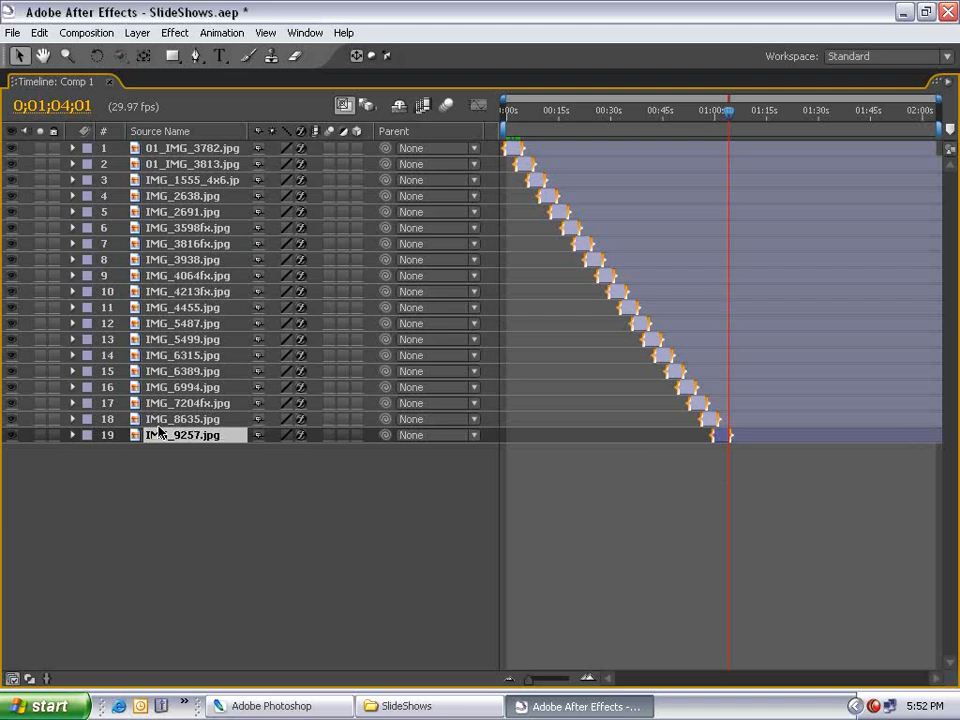 Adobe After Effects - SlideShows.aep *
File Edit Composition Layer Effect Animation View Window Help
Workspace: Standard
Timeline: Comp 1
0;01;04;01 (29.97 fps)
:00s 00:15s 00:30s 00:45s 01:00s 01:15s 01:30s 01:45s 02:00s
# Source Name Parent
1 01_IMG_3782.jpg None
2 01_IMG_3813.jpg None
3 IMG_1555_4x6.jp None
4 IMG_2638.jpg None
5 IMG_2691.jpg None
6 IMG_3598fx.jpg None
7 IMG_3816fx.jpg None
8 IMG_3938.jpg None
9 IMG_4064fx.jpg None
10 IMG_4213fx.jpg None
11 IMG_4455.jpg None
12 IMG_5487.jpg None
13 IMG_5499.jpg None
14 IMG_6315.jpg None
15 IMG_6389.jpg None
16 IMG_6994.jpg None
17 IMG_7204fx.jpg None
18 IMG_8635.jpg None
19 IMG_9257.jpg None
start Adobe Photoshop SlideShows Adobe After Effects -... 5:52 PM